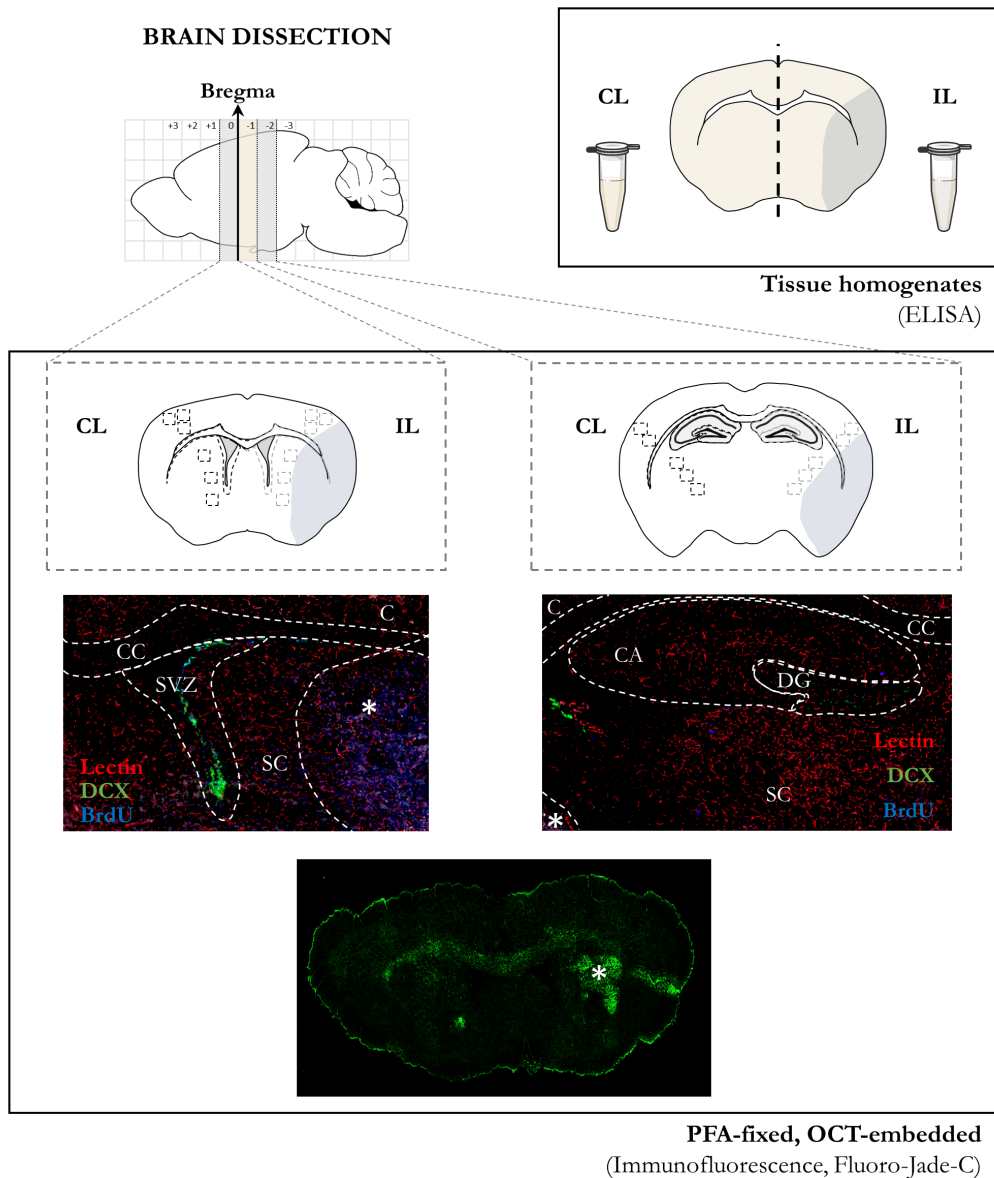 BRAIN DISSECTION
Bregma
+3 +2 +1 0 -1 -2 -3
CL
IL
Tissue homogenates
(ELISA)
CL
IL
CL
IL
C
CC
SVZ
*
SC
Lectin
DCX
BrdU
C
CC
CA
DG
Lectin
DCX
SC
BrdU
*
*
PFA-fixed, OCT-embedded
(Immunofluorescence, Fluoro-Jade-C)